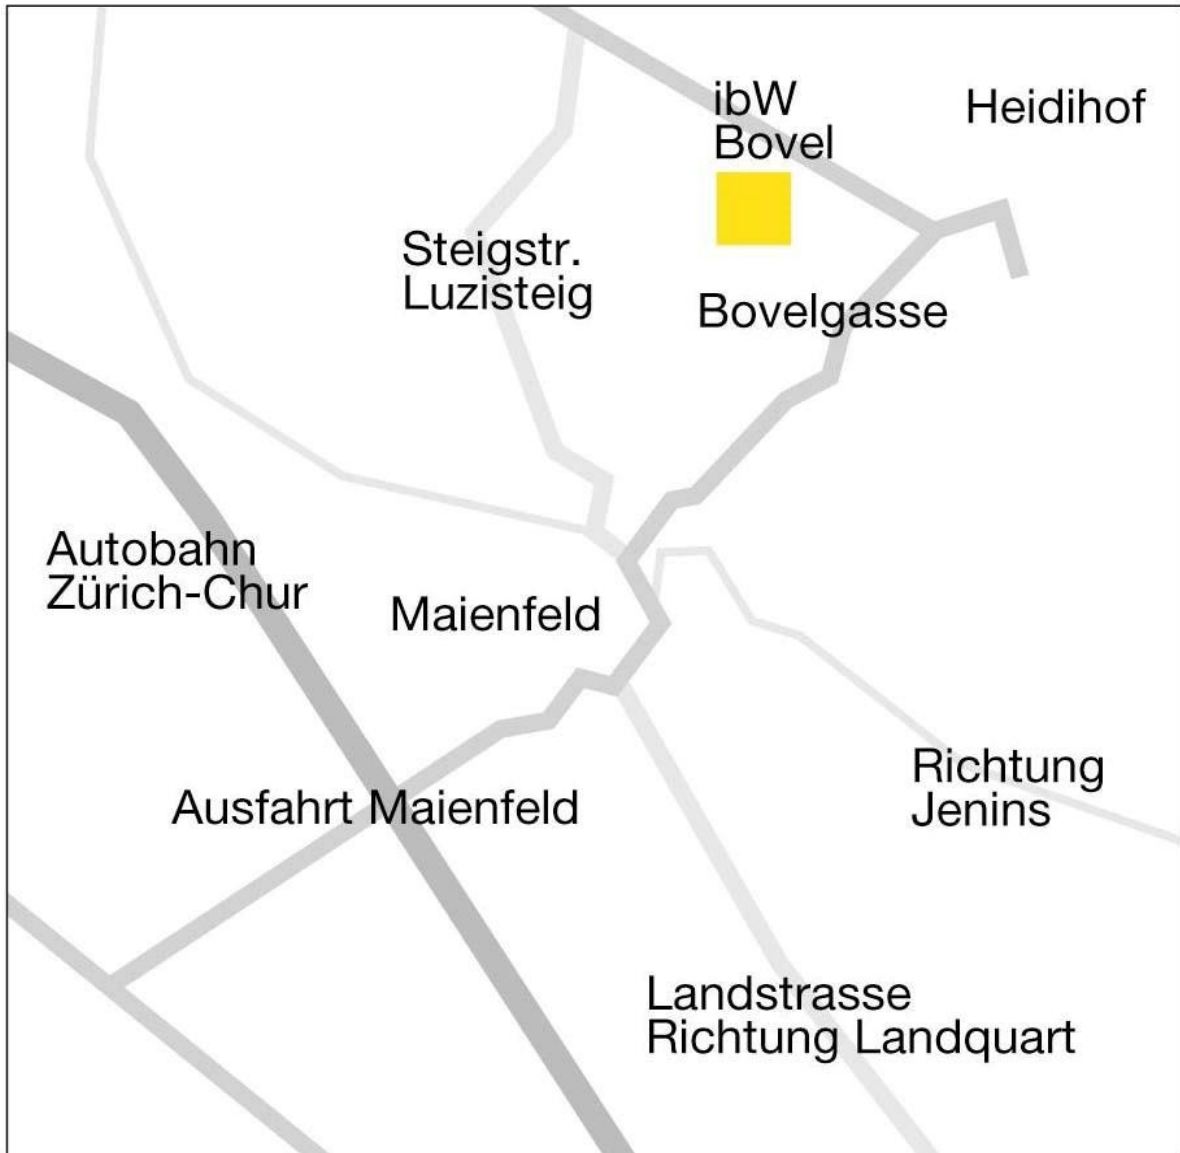 ibW
Bovel
Heidihof
Steigstr.
Luzisteig
Bovelgasse
Autobahn
Zürich-Chur
Maienfeld
Richtung
Jenins
Ausfahrt Maienfeld
Landstrasse
Richtung Landquart